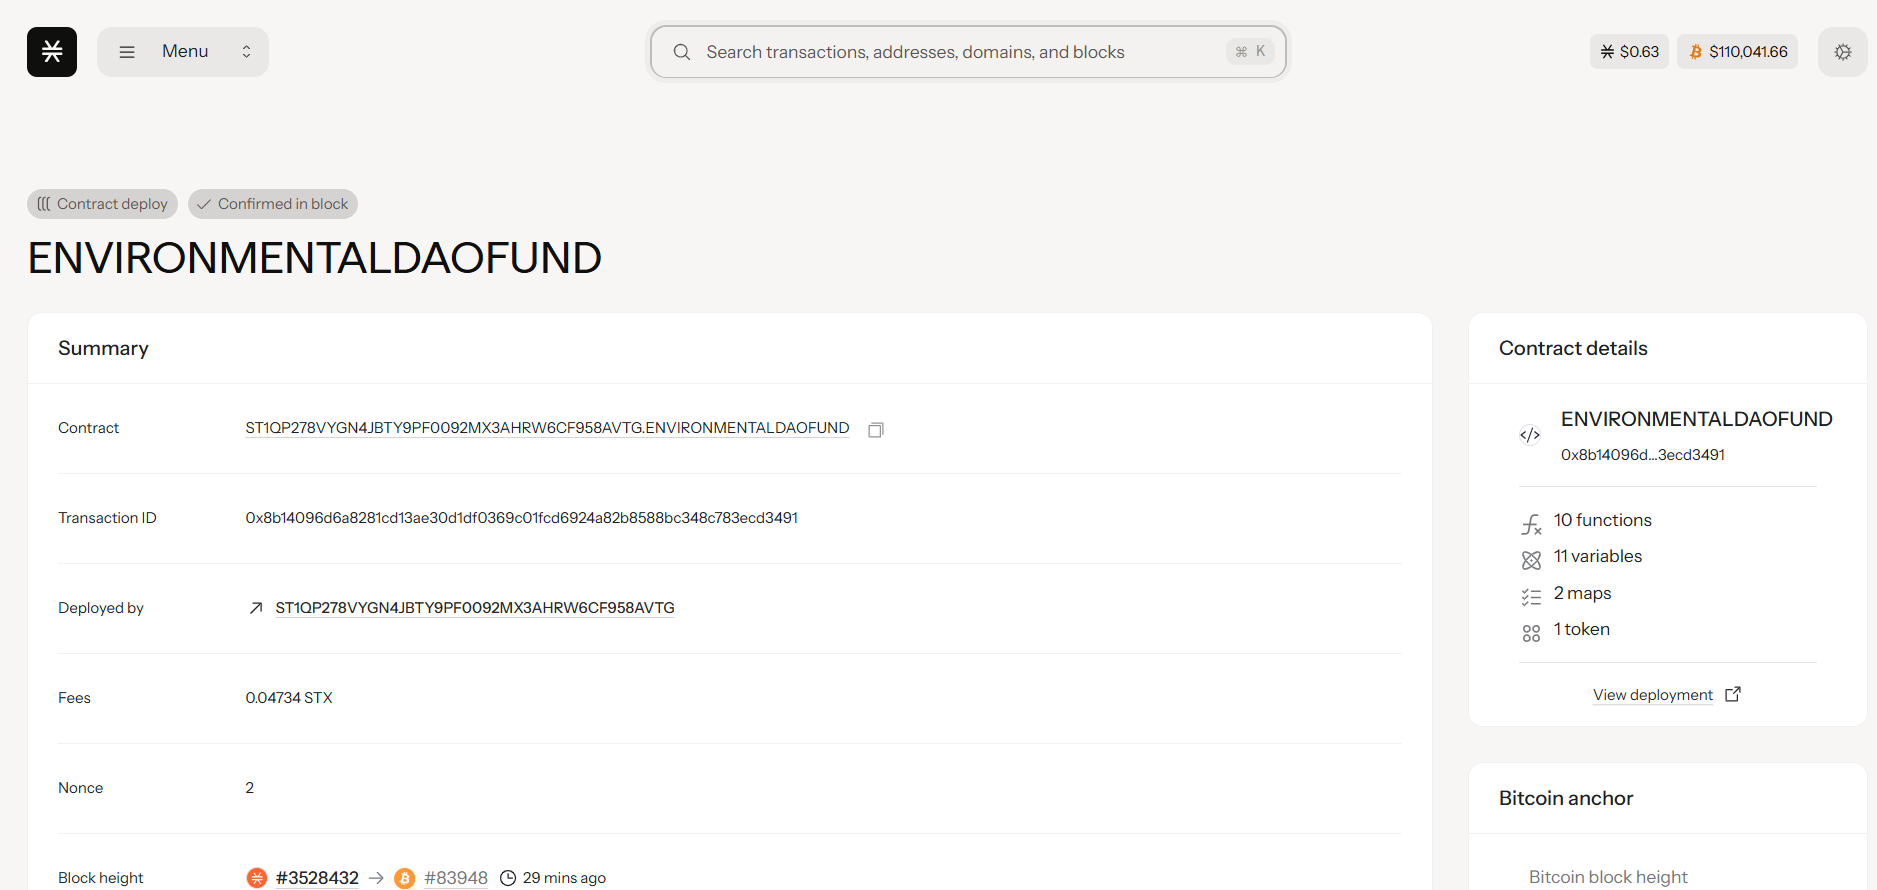 Menu
Search transactions, addresses, domains, and blocks
⌘ K
$0.63
$110,041.66
Contract deploy
Confirmed in block
ENVIRONMENTALDAOFUND
Summary
Contract
ST1QP278VYGN4JBTY9PF0092MX3AHRW6CF958AVTG.ENVIRONMENTALDAOFUND
Transaction ID
0x8b14096d6a8281cd13ae30d1df0369c01fcd6924a82b8588bc348c783ecd3491
Deployed by
ST1QP278VYGN4JBTY9PF0092MX3AHRW6CF958AVTG
Fees
0.04734 STX
Nonce
2
Block height
#3528432 → #83948 29 mins ago
Contract details
ENVIRONMENTALDAOFUND
0x8b14096d...3ecd3491
10 functions
11 variables
2 maps
1 token
View deployment
Bitcoin anchor
Bitcoin block height